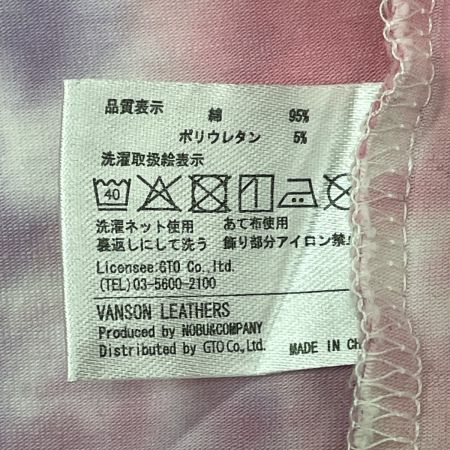 品質表示 綿 95%
ポリウレタン 5%
洗濯取扱絵表示
40
洗濯ネット使用 あて布使用
裏返しにして洗う 飾り部分アイロン禁
Licensee:GTO Co.,ltd.
(TEL)03-5600-2100
VANSON LEATHERS
Produced by NOBU&COMPANY
Distributed by GTO Co., Ltd. MADE IN CH